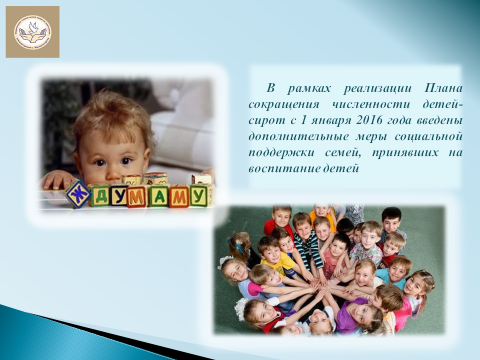 В рамках реализации Плана
сокращения численности детей-
сирот с 1 января 2016 года введены
дополнительные меры социальной
поддержки семей, принявших на
воспитание детей
ЖДУМАМУ